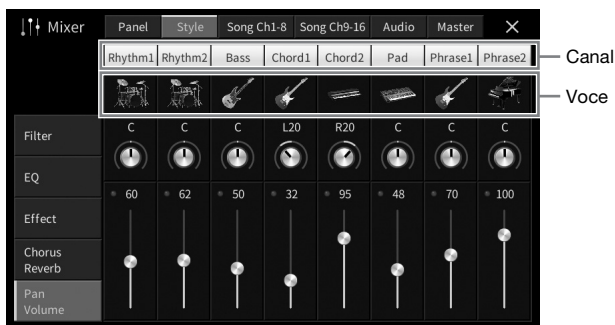 Mixer Panel Style Song Ch1-8 Song Ch9-16 Audio Master
Rhythm1 Rhythm2 Bass Chord1 Chord2 Pad Phrase1 Phrase2 Canal
Voce
Filter C C C L20 R20 C C C
EQ
60 62 50 32 95 48 70 100
Effect
Chorus
Reverb
Pan
Volume